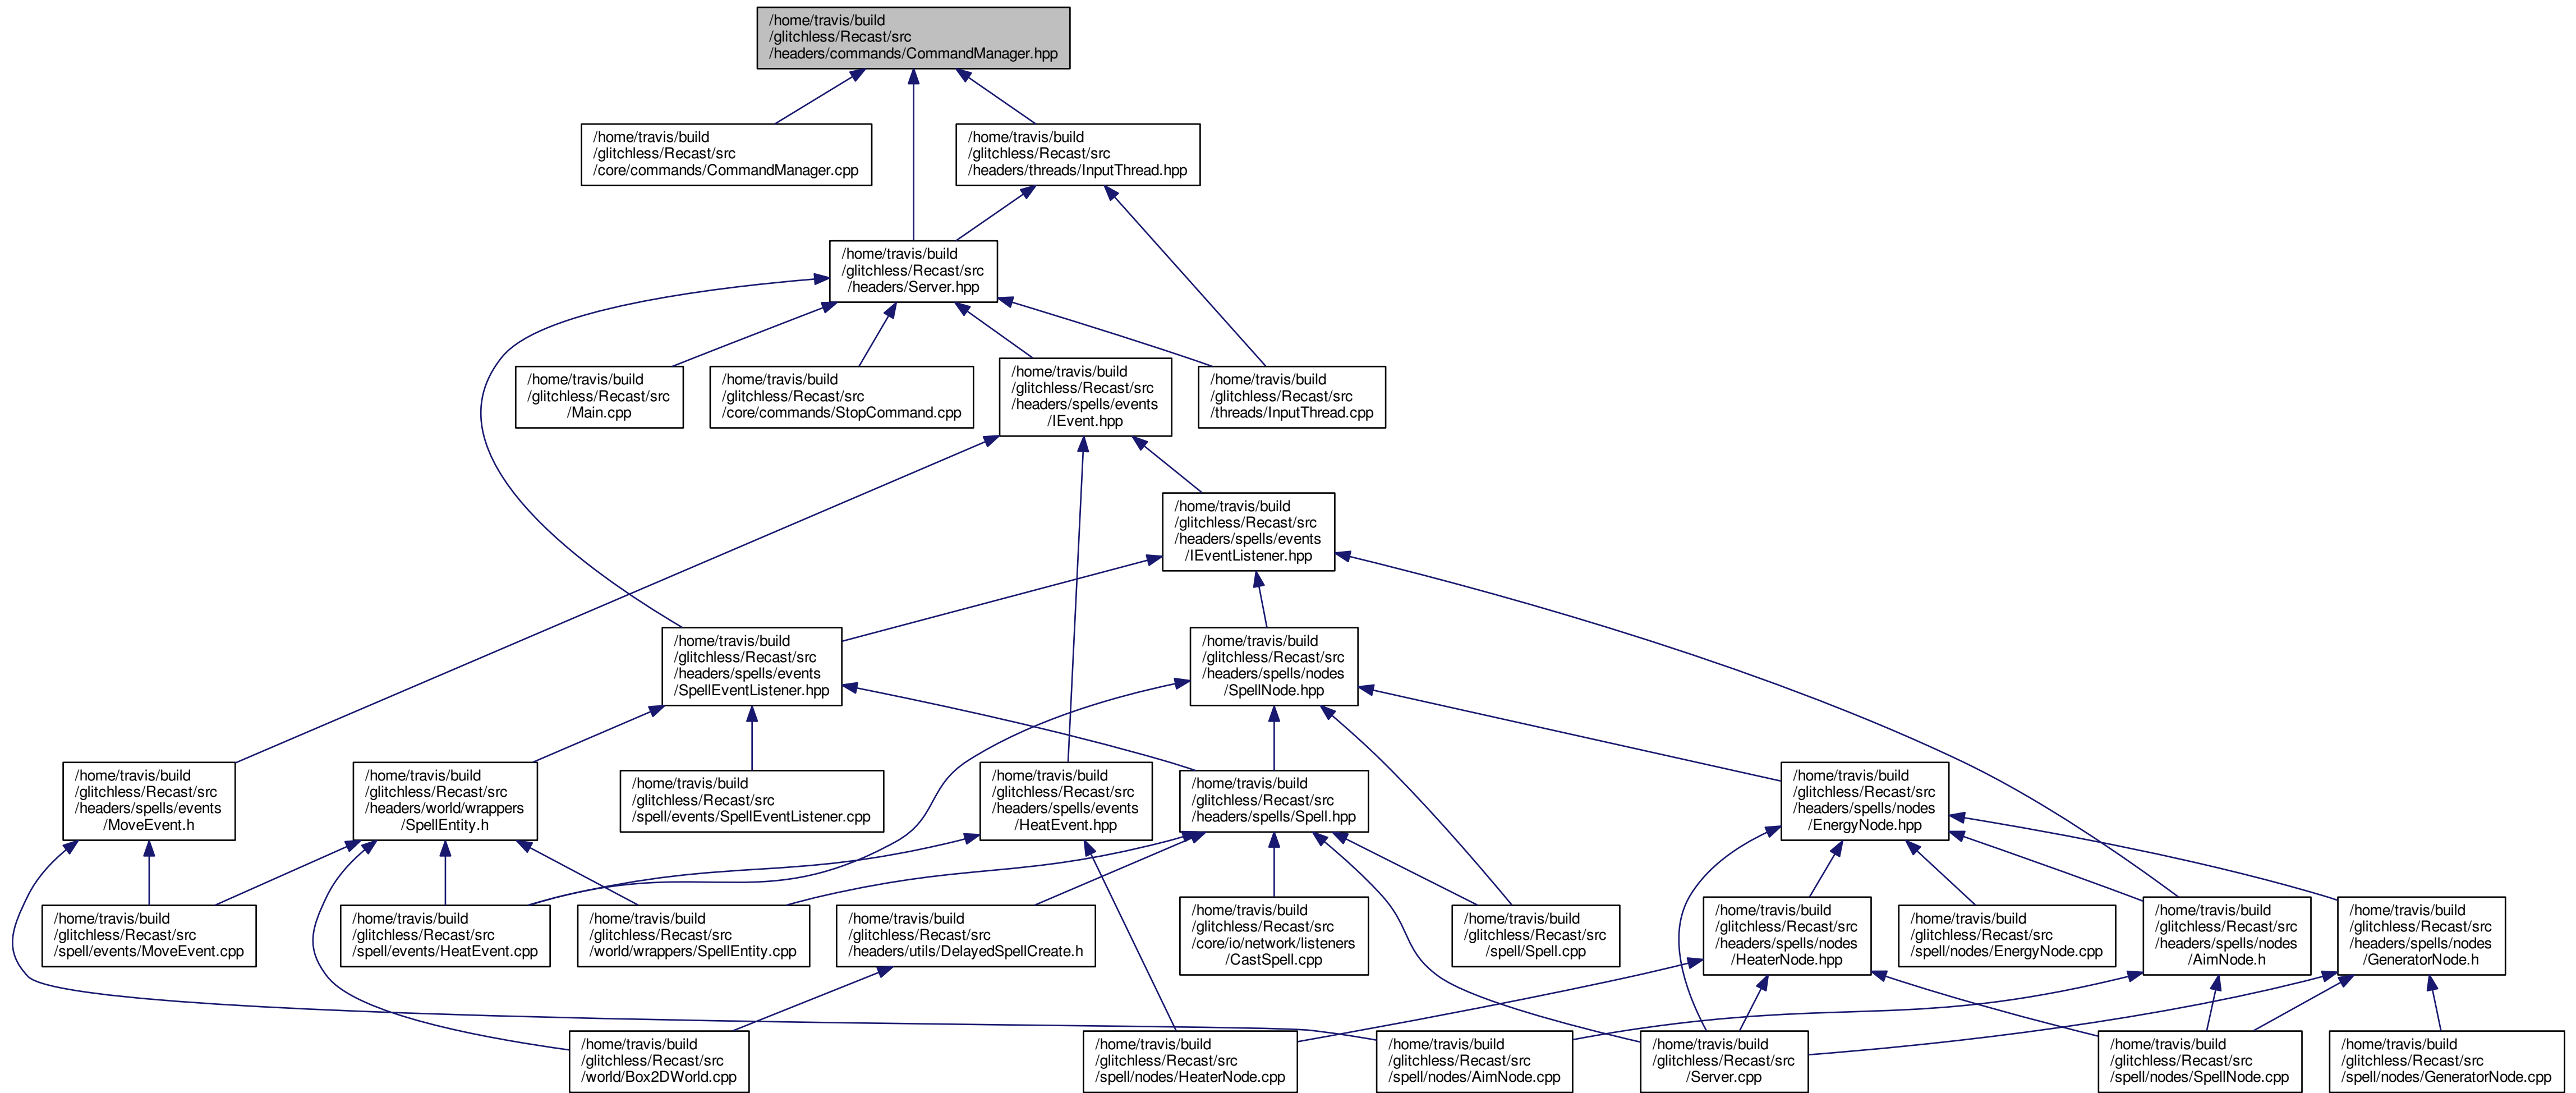 /home/travis/build
/glitchless/Recast/src
/headers/commands/CommandManager.hpp
/home/travis/build
/glitchless/Recast/src
/core/commands/CommandManager.cpp
/home/travis/build
/glitchless/Recast/src
/headers/threads/InputThread.hpp
/home/travis/build
/glitchless/Recast/src
/headers/Server.hpp
/home/travis/build
/glitchless/Recast/src
/Main.cpp
/home/travis/build
/glitchless/Recast/src
/core/commands/StopCommand.cpp
/home/travis/build
/glitchless/Recast/src
/headers/spells/events
/IEvent.hpp
/home/travis/build
/glitchless/Recast/src
/threads/InputThread.cpp
/home/travis/build
/glitchless/Recast/src
/headers/spells/events
/IEventListener.hpp
/home/travis/build
/glitchless/Recast/src
/headers/spells/events
/SpellEventListener.hpp
/home/travis/build
/glitchless/Recast/src
/headers/spells/nodes
/SpellNode.hpp
/home/travis/build
/glitchless/Recast/src
/headers/spells/events
/MoveEvent.h
/home/travis/build
/glitchless/Recast/src
/headers/world/wrappers
/SpellEntity.h
/home/travis/build
/glitchless/Recast/src
/spell/events/SpellEventListener.cpp
/home/travis/build
/glitchless/Recast/src
/headers/spells/events
/HeatEvent.hpp
/home/travis/build
/glitchless/Recast/src
/headers/spells/Spell.hpp
/home/travis/build
/glitchless/Recast/src
/headers/spells/nodes
/EnergyNode.hpp
/home/travis/build
/glitchless/Recast/src
/spell/events/MoveEvent.cpp
/home/travis/build
/glitchless/Recast/src
/spell/events/HeatEvent.cpp
/home/travis/build
/glitchless/Recast/src
/world/wrappers/SpellEntity.cpp
/home/travis/build
/glitchless/Recast/src
/headers/utils/DelayedSpellCreate.h
/home/travis/build
/glitchless/Recast/src
/core/io/network/listeners
/CastSpell.cpp
/home/travis/build
/glitchless/Recast/src
/spell/Spell.cpp
/home/travis/build
/glitchless/Recast/src
/headers/spells/nodes
/HeaterNode.hpp
/home/travis/build
/glitchless/Recast/src
/spell/nodes/EnergyNode.cpp
/home/travis/build
/glitchless/Recast/src
/headers/spells/nodes
/AimNode.h
/home/travis/build
/glitchless/Recast/src
/headers/spells/nodes
/GeneratorNode.h
/home/travis/build
/glitchless/Recast/src
/world/Box2DWorld.cpp
/home/travis/build
/glitchless/Recast/src
/spell/nodes/HeaterNode.cpp
/home/travis/build
/glitchless/Recast/src
/spell/nodes/AimNode.cpp
/home/travis/build
/glitchless/Recast/src
/Server.cpp
/home/travis/build
/glitchless/Recast/src
/spell/nodes/SpellNode.cpp
/home/travis/build
/glitchless/Recast/src
/spell/nodes/GeneratorNode.cpp